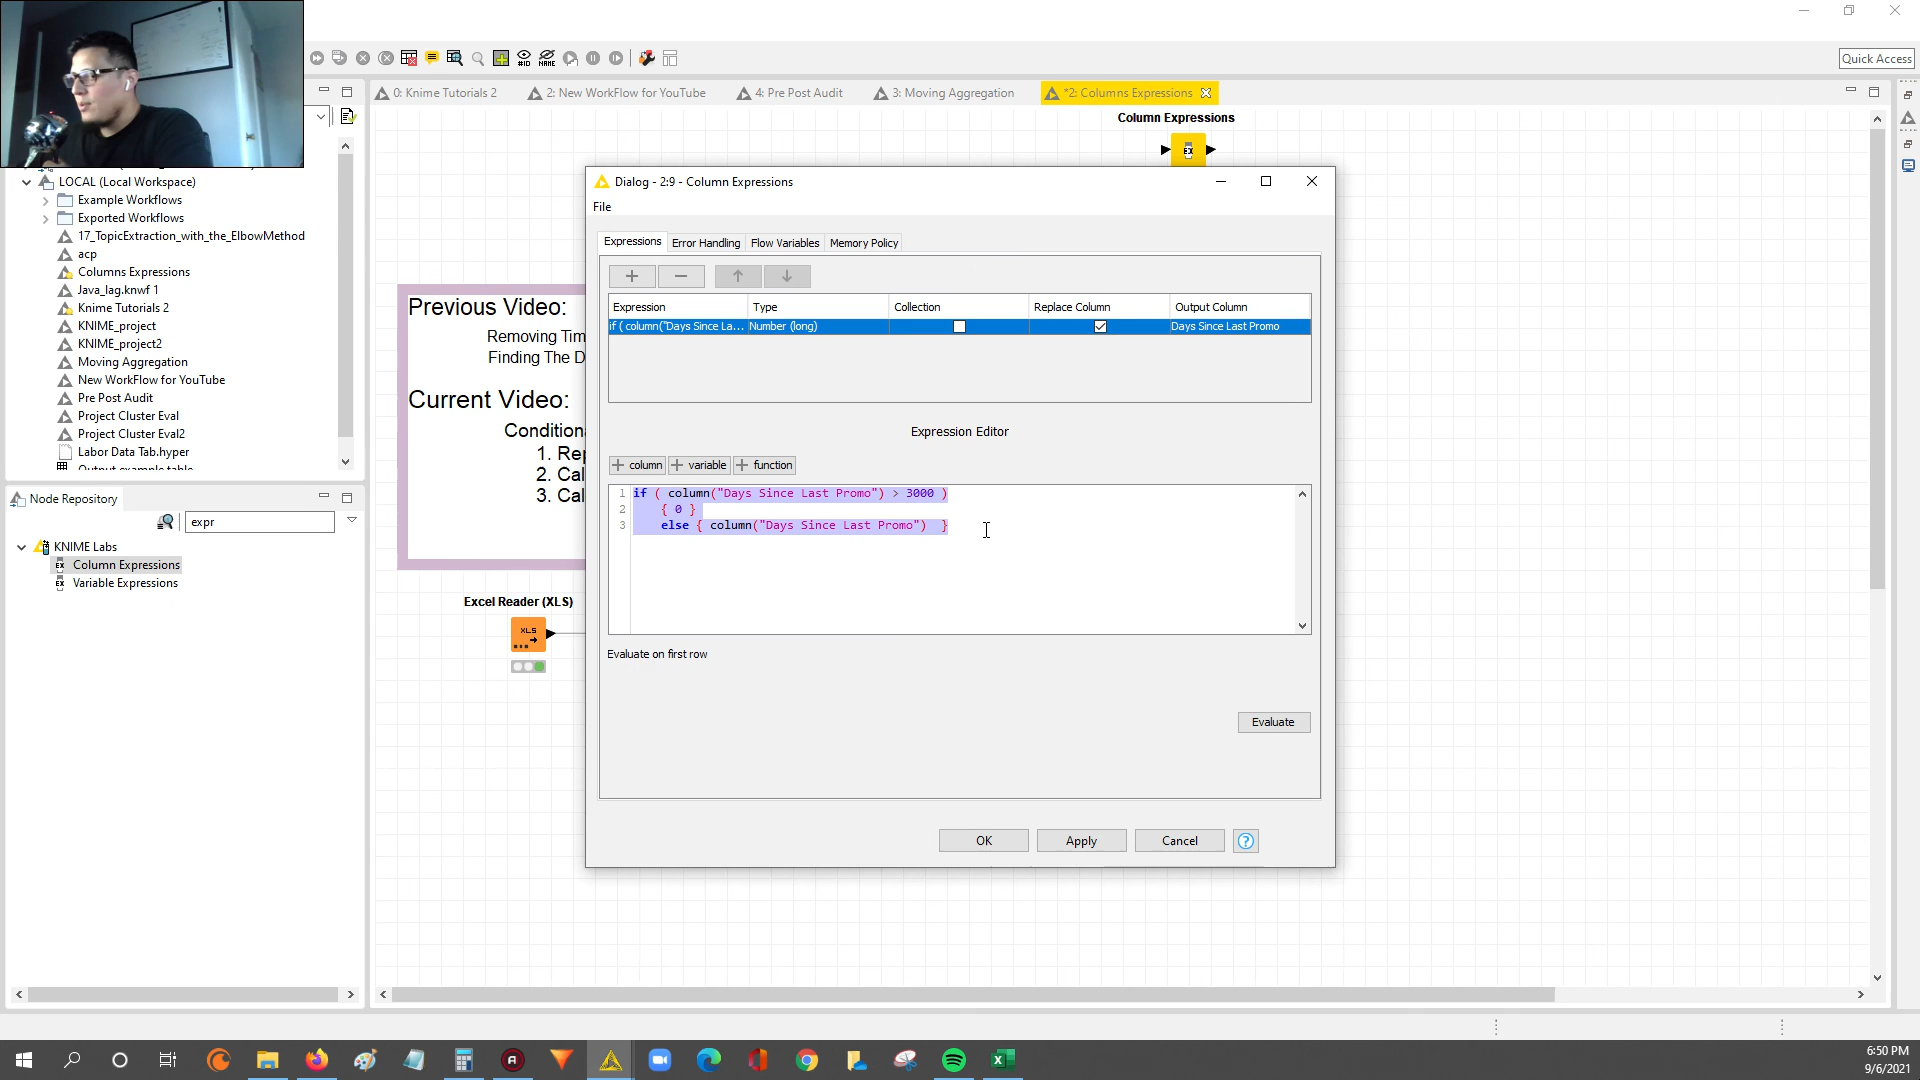 Quick Access
0: Knime Tutorials 2
2: New WorkFlow for YouTube
4: Pre Post Audit
3: Moving Aggregation
*2: Columns Expressions
LOCAL (Local Workspace)
Example Workflows
Exported Workflows
17_TopicExtraction_with_the_ElbowMethod
acp
Columns Expressions
Java_lag.knwf 1
Knime Tutorials 2
KNIME_project
KNIME_project2
Moving Aggregation
New WorkFlow for YouTube
Pre Post Audit
Project Cluster Eval
Project Cluster Eval2
Labor Data Tab.hyper
Output example table
Node Repository
expr
KNIME Labs
Column Expressions
Variable Expressions
Column Expressions
Previous Video:
Removing Tim
Finding The D
Current Video:
Condition
1. Rep
2. Cal
3. Cal
Excel Reader (XLS)
XLS
Dialog - 2:9 - Column Expressions
File
Expressions
Error Handling
Flow Variables
Memory Policy
Expression
Type
Collection
Replace Column
Output Column
if ( column("Days Since La...
Number (long)
Days Since Last Promo
Expression Editor
column
variable
function
1 if ( column("Days Since Last Promo") > 3000 )
2 { 0 }
3 else { column("Days Since Last Promo") }
Evaluate on first row
Evaluate
OK
Apply
Cancel
?
6:50 PM
9/6/2021